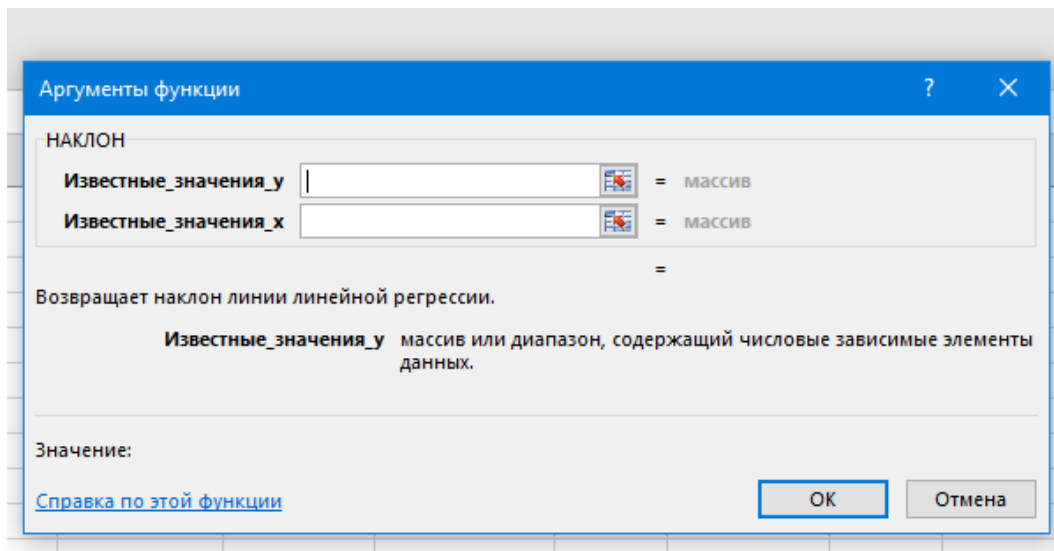 Аргументы функции ?
НАКЛОН
Известные_значения_y = массив
Известные_значения_x = массив
=
Возвращает наклон линии линейной регрессии.
Известные_значения_y массив или диапазон, содержащий числовые зависимые элементы
данных.
Значение:
Справка по этой функции
ОК Отмена